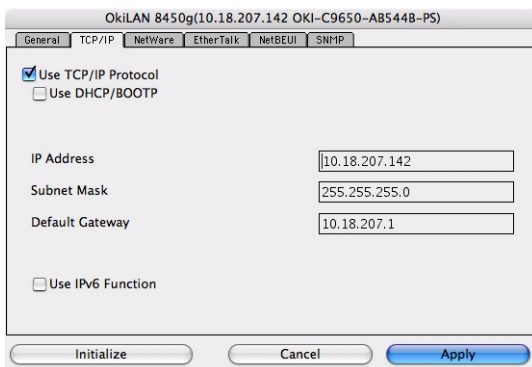 OkiLAN 8450g(10.18.207.142 OKI-C9650-AB544B-PS)
General TCP/IP NetWare EtherTalk NetBEUI SNMP
Use TCP/IP Protocol
Use DHCP/BOOTP
IP Address 10.18.207.142
Subnet Mask 255.255.255.0
Default Gateway 10.18.207.1
Use IPv6 Function
Initialize Cancel Apply